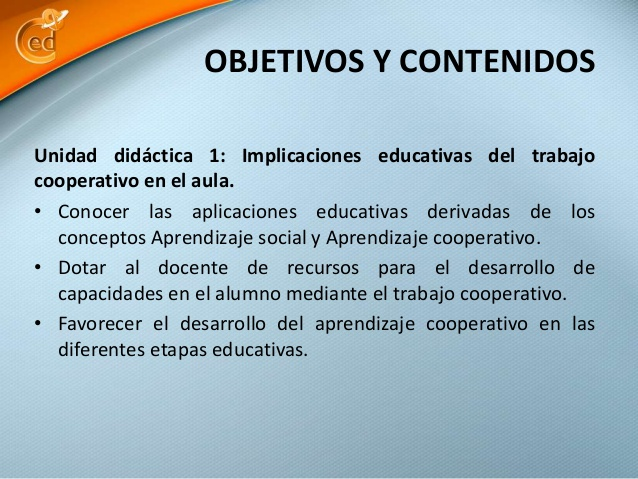 ed
OBJETIVOS Y CONTENIDOS
Unidad didáctica 1: Implicaciones educativas del trabajo
cooperativo en el aula.
• Conocer las aplicaciones educativas derivadas de los
conceptos Aprendizaje social y Aprendizaje cooperativo.
• Dotar al docente de recursos para el desarrollo de
capacidades en el alumno mediante el trabajo cooperativo.
• Favorecer el desarrollo del aprendizaje cooperativo en las
diferentes etapas educativas.